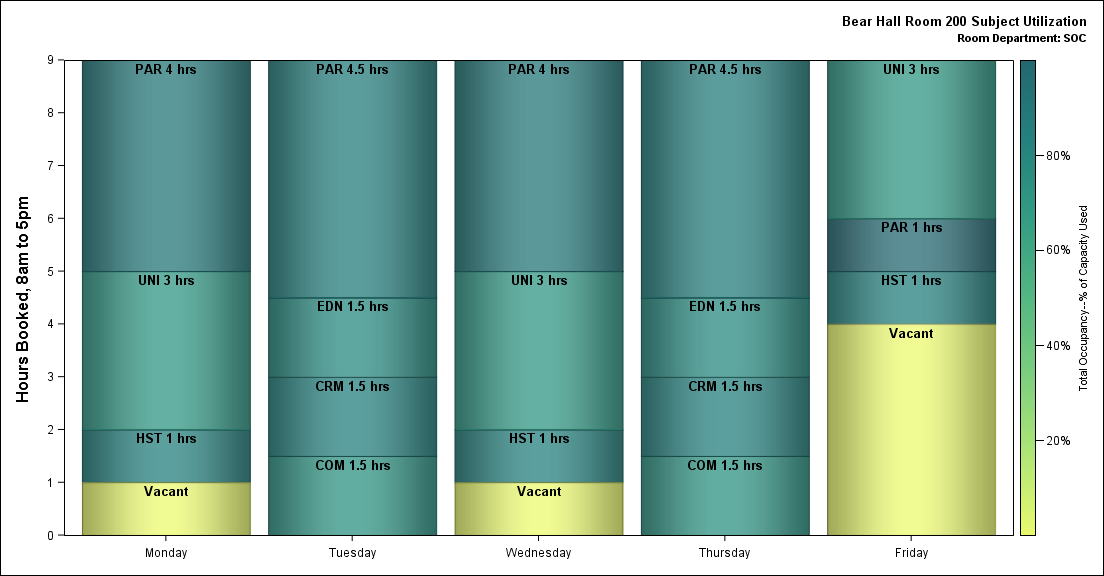 Bear Hall Room 200 Subject Utilization
Room Department: SOC
Hours Booked, 8am to 5pm
9
8
7
6
5
4
3
2
1
0
PAR 4 hrs
UNI 3 hrs
HST 1 hrs
Vacant
Monday
PAR 4.5 hrs
EDN 1.5 hrs
CRM 1.5 hrs
COM 1.5 hrs
Tuesday
PAR 4 hrs
UNI 3 hrs
HST 1 hrs
Vacant
Wednesday
PAR 4.5 hrs
EDN 1.5 hrs
CRM 1.5 hrs
COM 1.5 hrs
Thursday
UNI 3 hrs
PAR 1 hrs
HST 1 hrs
Vacant
Friday
80%
60%
40%
20%
Total Occupancy--% of Capacity Used